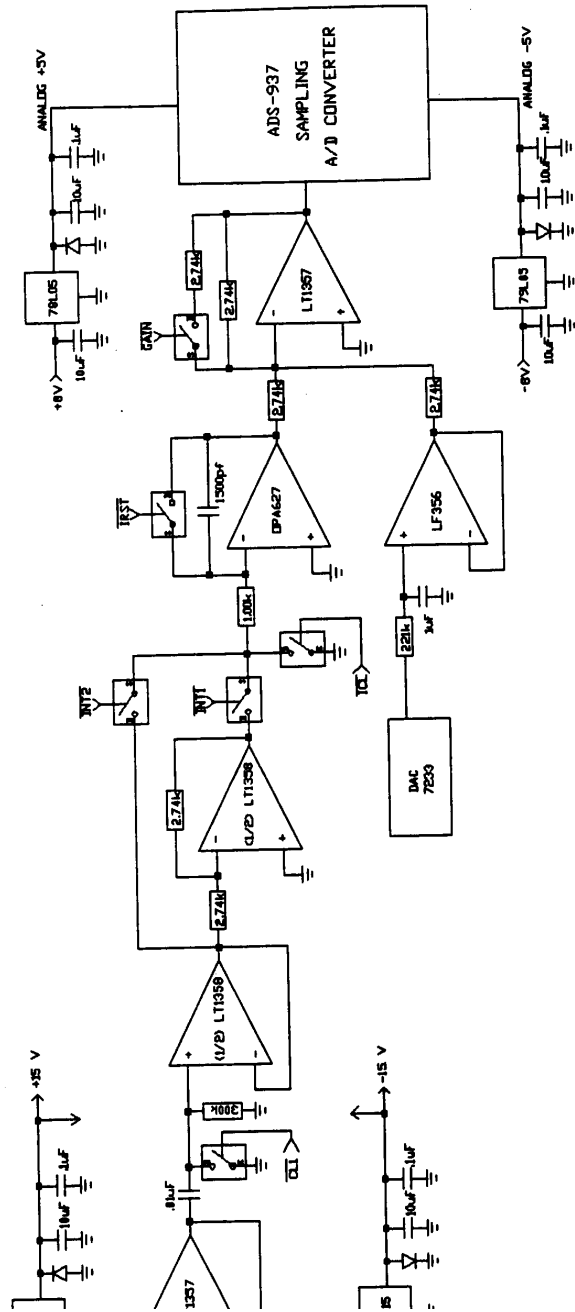 ANALOG +5V
.1uF
10uF
78L05
+8V
10uF
ADS-937
SAMPLING
A/D CONVERTER
ANALOG -5V
.1uF
10uF
79L05
-8V
10uF
GAIN
2.74k
2.74k
-
LT1357
+
2.74k
2.74k
IRST
1500pf
-
OPA627
+
+
LF356
-
1.00k
221k
1uF
DAC
7233
INT2
INT1
2.74k
-
(1/2) LT1358
+
2.74k
+
(1/2) LT1358
-
300k
.01uF
CL1
+15 V
.1uF
10uF
-15 V
.1uF
10uF
1357
15